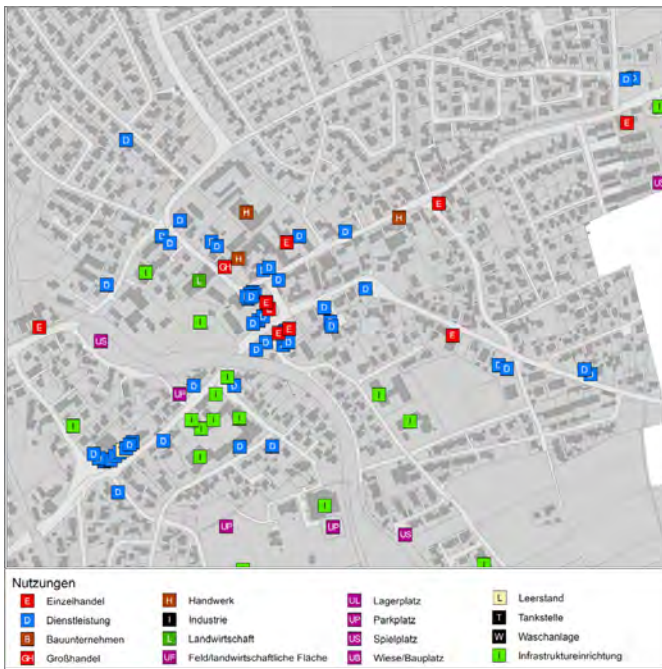 Nutzungen
E Einzelhandel
D Dienstleistung
B Bauunternehmen
GH Großhandel
H Handwerk
I Industrie
L Landwirtschaft
UF Feld/landwirtschaftliche Fläche
UL Lagerplatz
UP Parkplatz
US Spielplatz
UB Wiese/Bauplatz
L Leerstand
T Tankstelle
W Waschanlage
I Infrastruktureinrichtung